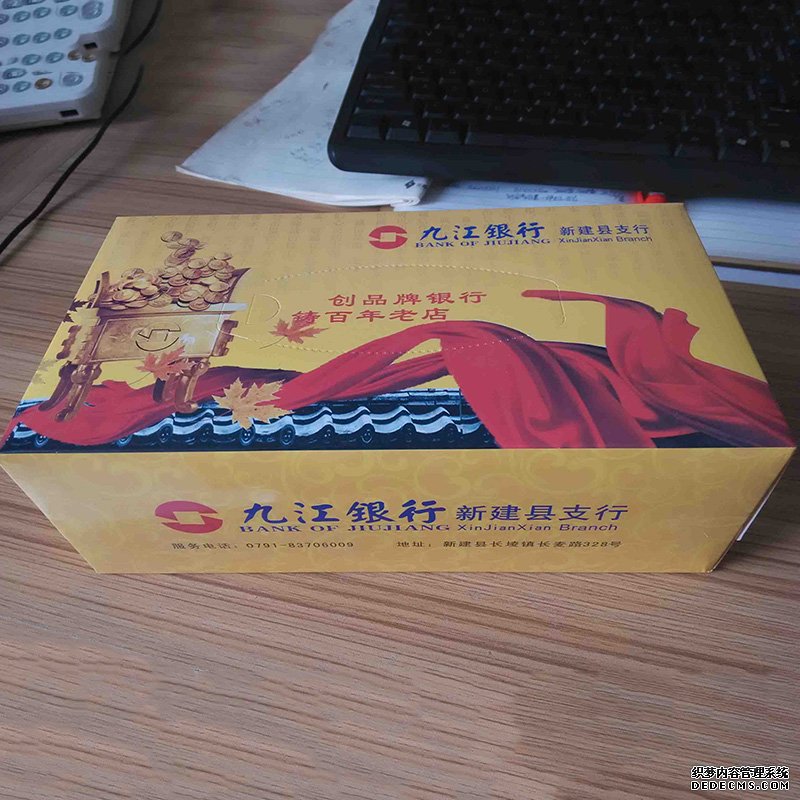 九江银行 新建县支行
BANK OF JIUJIANG XinJianXian Branch
创品牌银行
铸百年老店
九江银行 新建县支行
BANK OF JIUJIANG XinJianXian Branch
服务电话：0791-83706009 地址：新建县长堎镇长麦路328号
织梦内容管理系统
DEDECMS.COM